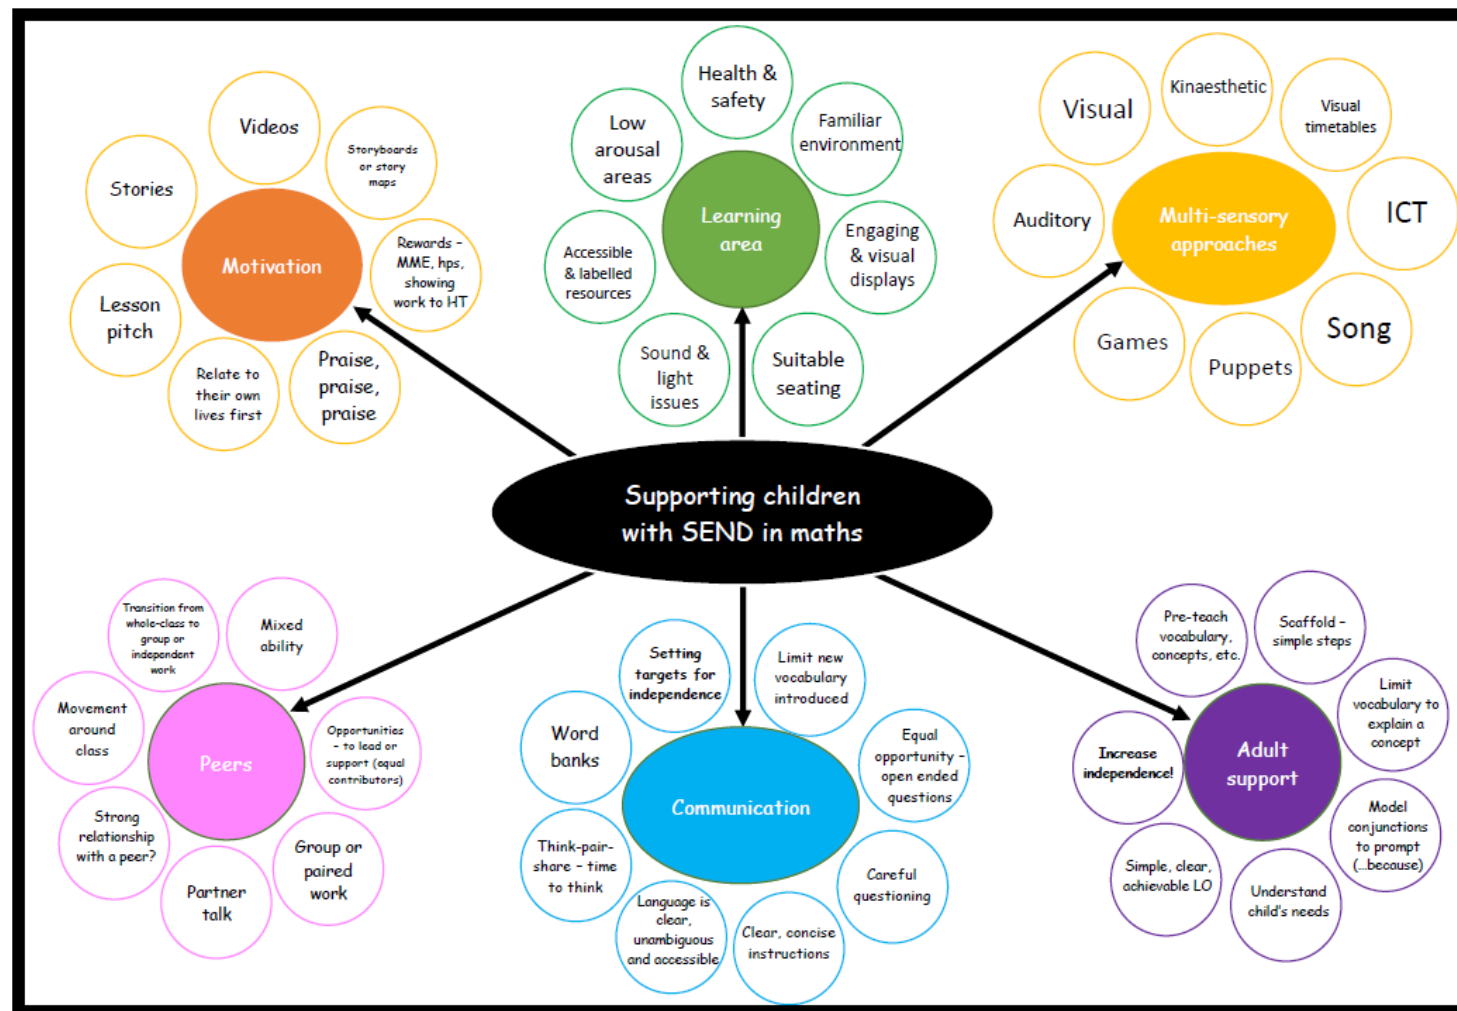 Videos
Storyboards
or story
maps
Stories
Motivation
Rewards –
MME, hps,
showing
work to HT
Lesson
pitch
Relate to
their own
lives first
Praise,
praise,
praise
Health &
safety
Low
arousal
areas
Familiar
environment
Learning
area
Accessible
& labelled
resources
Engaging
& visual
displays
Sound &
light
issues
Suitable
seating
Visual
Kinaesthetic
Visual
timetables
Auditory
Multi-sensory
approaches
ICT
Games
Puppets
Song
Supporting children
with SEND in maths
Transition from
whole-class to
group or
independent
work
Mixed
ability
Movement
around
class
Peers
Opportunities
– to lead or
support (equal
contributors)
Strong
relationship
with a peer?
Partner
talk
Group or
paired
work
Setting
targets for
independence
Limit new
vocabulary
introduced
Word
banks
Equal
opportunity –
open ended
questions
Communication
Think-pair-
share – time
to think
Careful
questioning
Language is
clear,
unambiguous
and accessible
Clear, concise
instructions
Pre-teach
vocabulary,
concepts, etc.
Scaffold –
simple steps
Limit
vocabulary to
explain a
concept
Increase
independence!
Adult
support
Model
conjunctions
to prompt
(...because)
Simple, clear,
achievable LO
Understand
child's needs